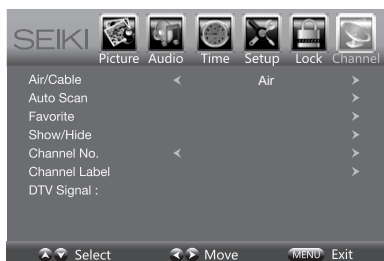 SEIKI
Picture Audio Time Setup Lock Channel
Air/Cable Air
Auto Scan
Favorite
Show/Hide
Channel No.
Channel Label
DTV Signal :
Select Move MENU Exit